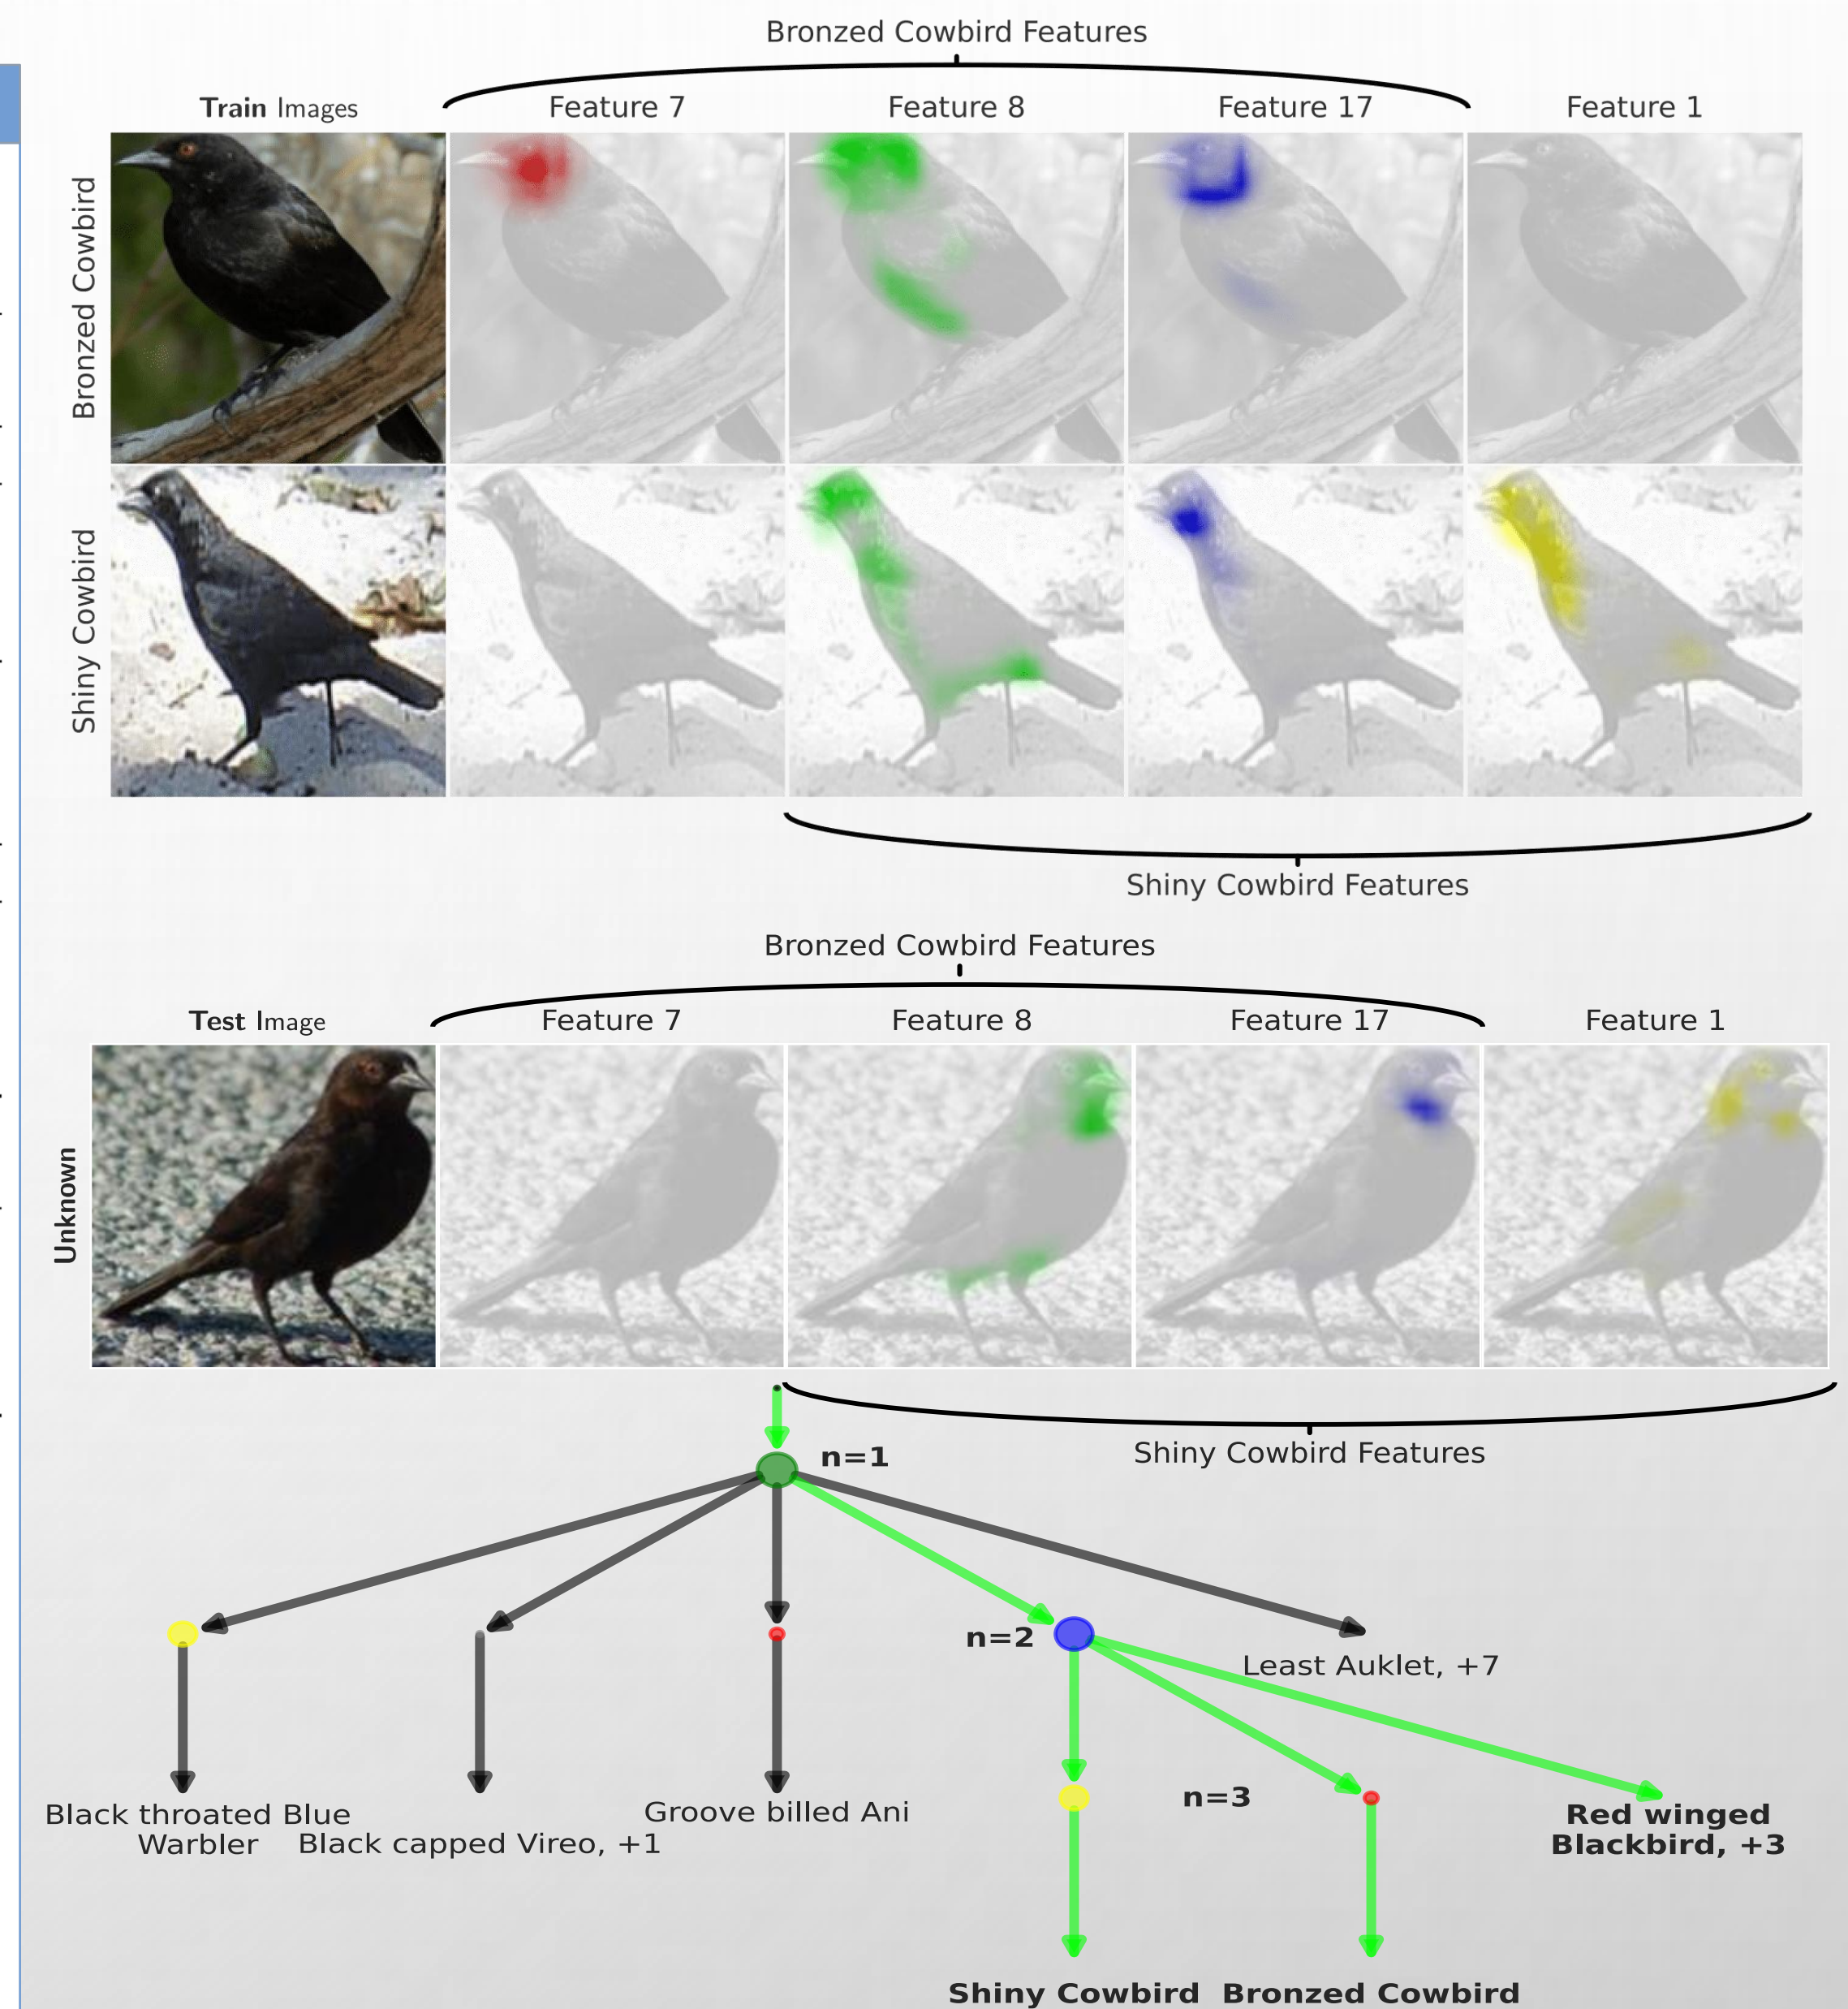 Bronzed Cowbird Features
Train Images
Feature 7
Feature 8
Feature 17
Feature 1
Bronzed Cowbird
Shiny Cowbird
Shiny Cowbird Features
Bronzed Cowbird Features
Test Image
Feature 7
Feature 8
Feature 17
Feature 1
Unknown
Shiny Cowbird Features
n=1
n=2
Least Auklet, +7
n=3
Black throated Blue
Warbler
Black capped Vireo, +1
Groove billed Ani
Red winged
Blackbird, +3
Shiny Cowbird
Bronzed Cowbird